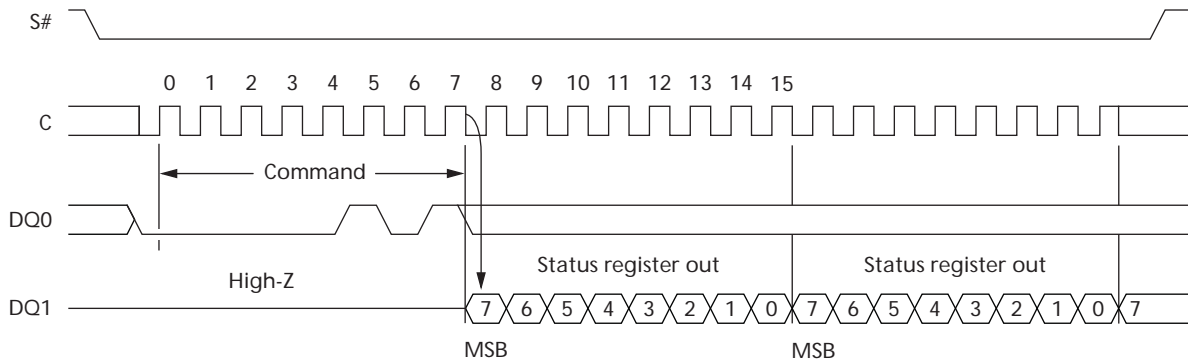 S#
0 1 2 3 4 5 6 7 8 9 10 11 12 13 14 15
C
Command
DQ0
High-Z Status register out Status register out
DQ1 7 6 5 4 3 2 1 0 7 6 5 4 3 2 1 0 7
MSB MSB